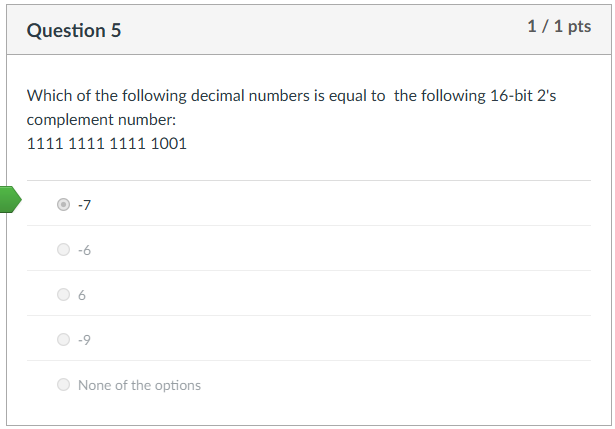 Question 5
1 / 1 pts
Which of the following decimal numbers is equal to the following 16-bit 2's
complement number:
1111 1111 1111 1001
-7
-6
6
-9
None of the options